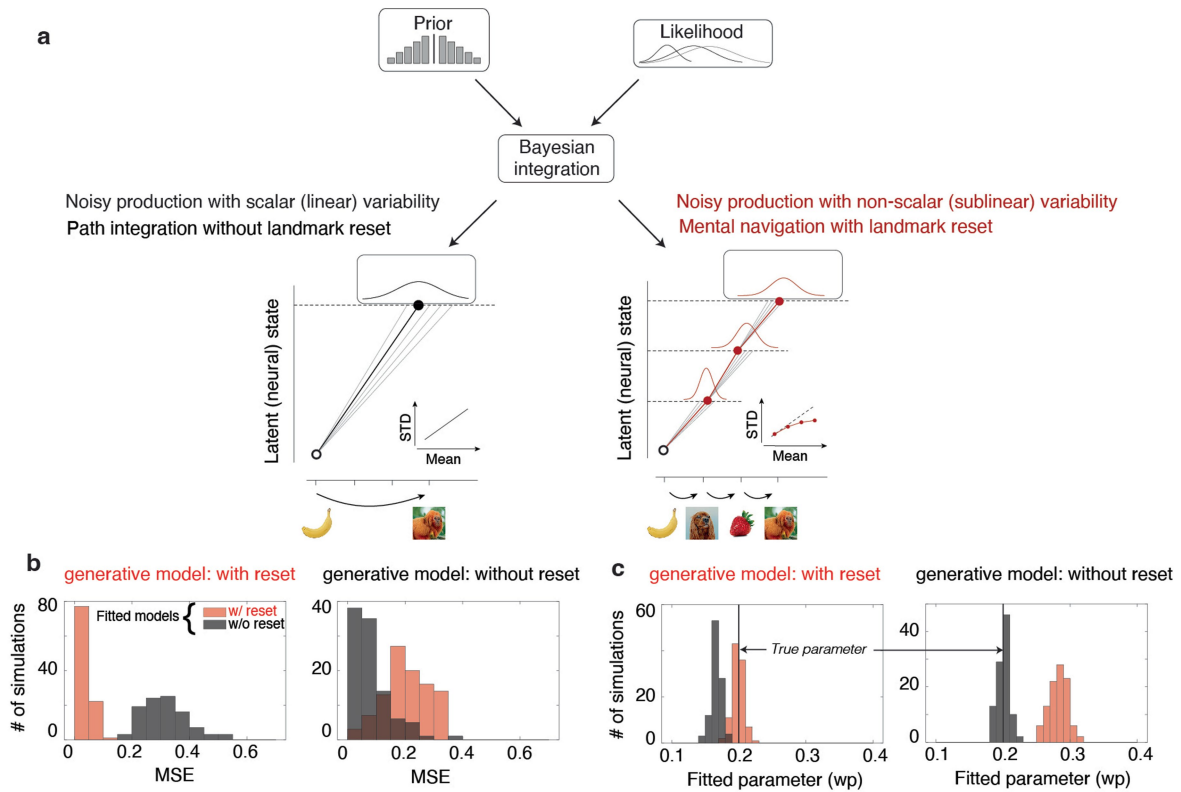 a
Prior
Likelihood
Bayesian
integration
Noisy production with scalar (linear) variability
Path integration without landmark reset
Noisy production with non-scalar (sublinear) variability
Mental navigation with landmark reset
Latent (neural) state
STD
Mean
Latent (neural) state
STD
Mean
b
generative model: with reset
generative model: without reset
# of simulations
80
40
0
Fitted models
w/ reset
w/o reset
0 0.2 0.4 0.6
MSE
40
20
0
0 0.2 0.4 0.6
MSE
c
generative model: with reset
generative model: without reset
# of simulations
60
40
20
0
True parameter
0.1 0.2 0.3 0.4
Fitted parameter (wp)
40
20
0
0.1 0.2 0.3 0.4
Fitted parameter (wp)